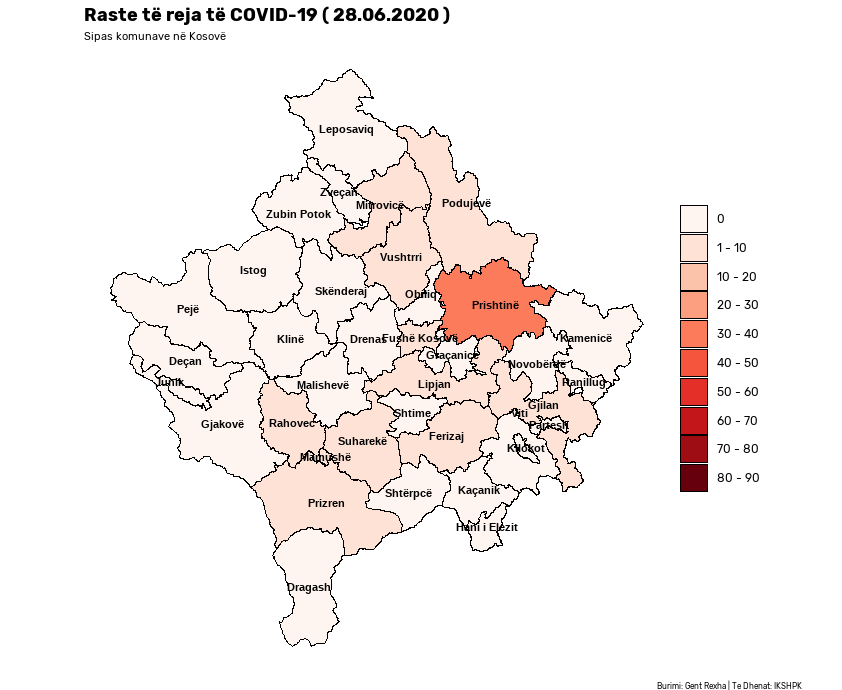 Raste të reja të COVID-19 ( 28.06.2020 )
Sipas komunave në Kosovë
Leposaviq
Zveçan
Zubin Potok
Mitrovicë
Podujevë
Vushtrri
Istog
Skënderaj
Obiliq
Prishtinë
Pejë
Klinë
Drenas
Fushë Kosovë
Kamenicë
Graçanicë
Deçan
Novobërdë
Junik
Malishevë
Lipjan
Ranillug
Gjakovë
Rahovec
Shtime
Viti
Gjilan
Partesh
Suharekë
Ferizaj
Mamushë
Kllokot
Prizren
Shtërpcë
Kaçanik
Hani i Elezit
Dragash
0
1 - 10
10 - 20
20 - 30
30 - 40
40 - 50
50 - 60
60 - 70
70 - 80
80 - 90
Burimi: Gent Rexha | Te Dhenat: IKSHPK